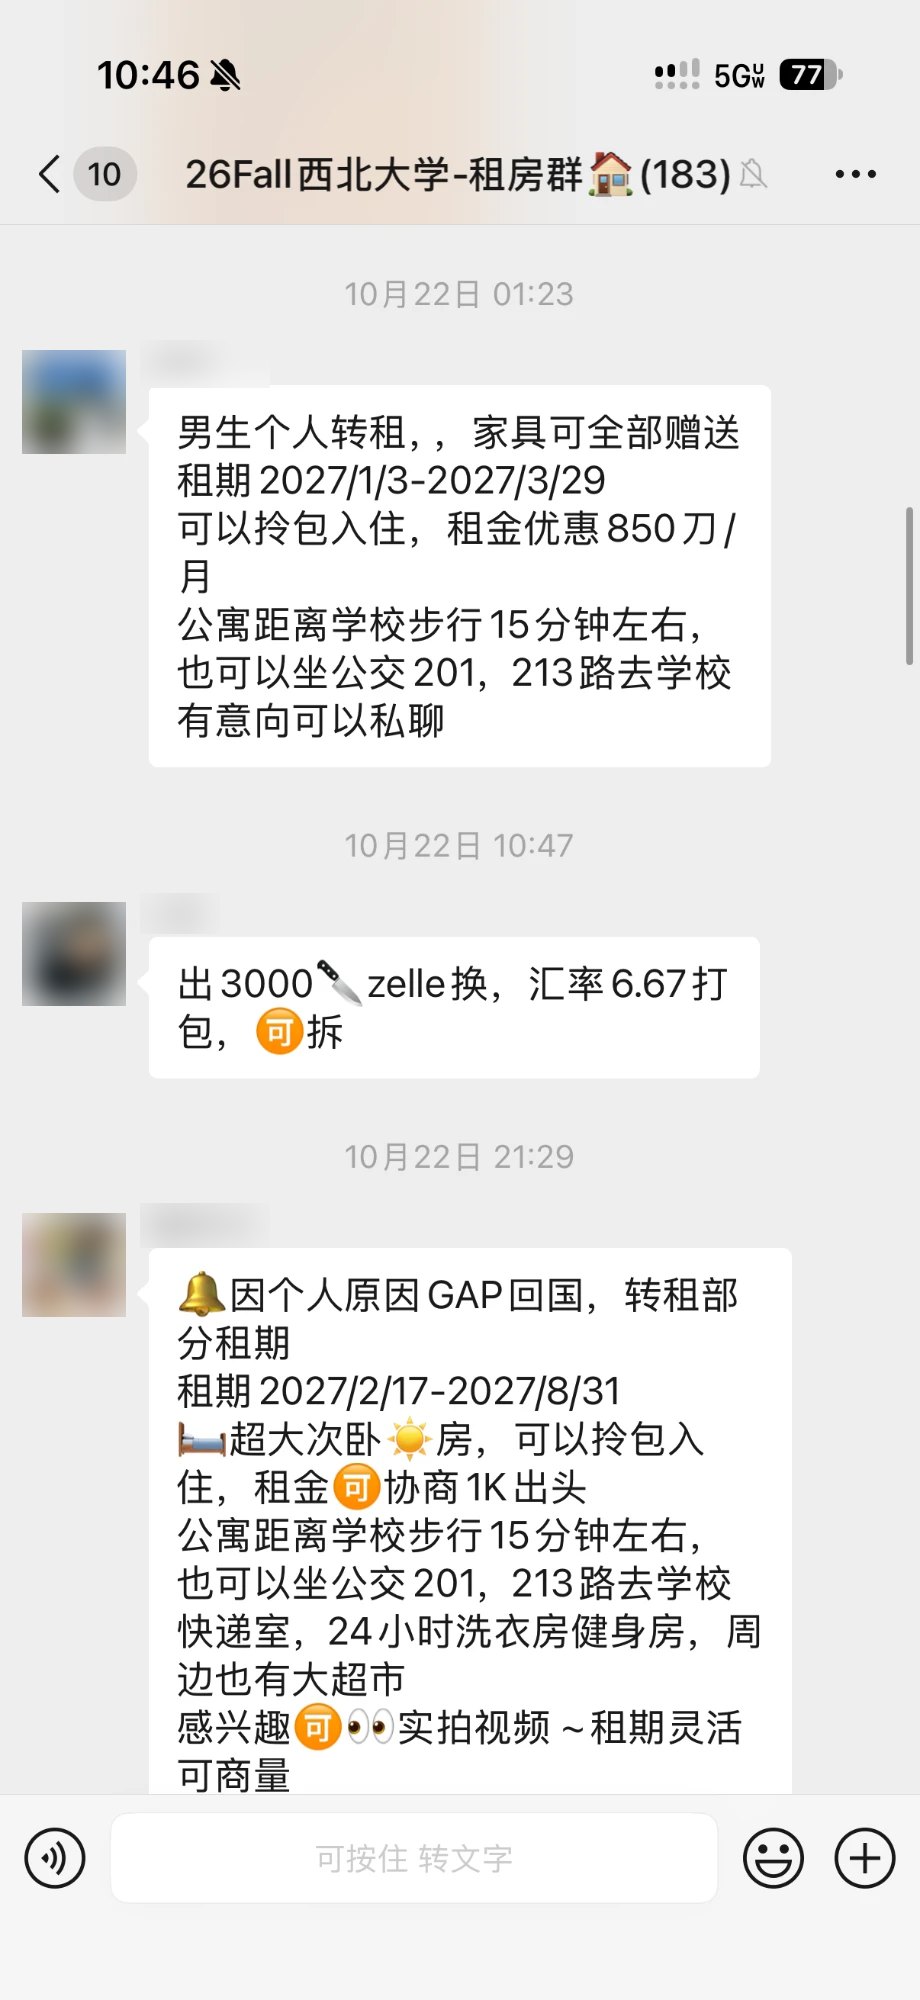 10:46
5GUW 77
10 26Fall西北大学-租房群🏠(183)
10月22日 01:23
男生个人转租，，家具可全部赠送
租期2027/1/3-2027/3/29
可以拎包入住，租金优惠850刀/
月
公寓距离学校步行15分钟左右，
也可以坐公交201，213路去学校
有意向可以私聊
10月22日 10:47
出3000🔪zelle换，汇率6.67打
包，🉑拆
10月22日 21:29
🔔因个人原因GAP回国，转租部
分租期
租期2027/2/17-2027/8/31
🛏️超大次卧☀️房，可以拎包入
住，租金🉑协商1K出头
公寓距离学校步行15分钟左右，
也可以坐公交201，213路去学校
快递室，24小时洗衣房健身房，周
边也有大超市
感兴趣🉑👀实拍视频～租期灵活
可商量
可按住 转文字